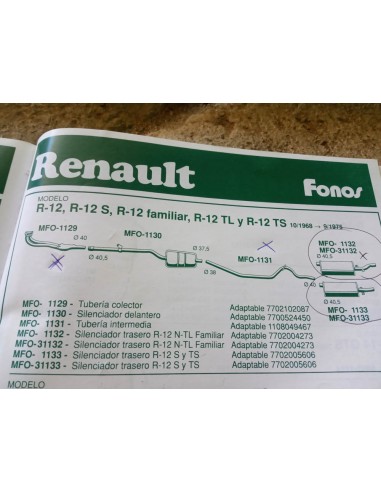 Renault
Fonos
MODELO
R-12, R-12 S, R-12 familiar, R-12 TL y R-12 TS 10/1968 → 9/1979
MFO-1129
Ø 40
MFO-1130
Ø 37,5
MFO- 1132
MFO-31132
Ø 40,5
Ø 40,5
Ø 38
MFO-1131
Ø 40
Ø 40,5
MFO- 1133
MFO-31133
MFO- 1129 - Tubería colector Adaptable 7702102087
MFO- 1130 - Silenciador delantero Adaptable 7700524450
MFO- 1131 - Tubería intermedia Adaptable 1108049467
MFO- 1132 - Silenciador trasero R-12 N-TL Familiar Adaptable 7702004273
MFO-31132 - Silenciador trasero R-12 N-TL Familiar Adaptable 7702004273
MFO- 1133 - Silenciador trasero R-12 S y TS Adaptable 7702005606
MFO-31133 - Silenciador trasero R-12 S y TS Adaptable 7702005606
MODELO